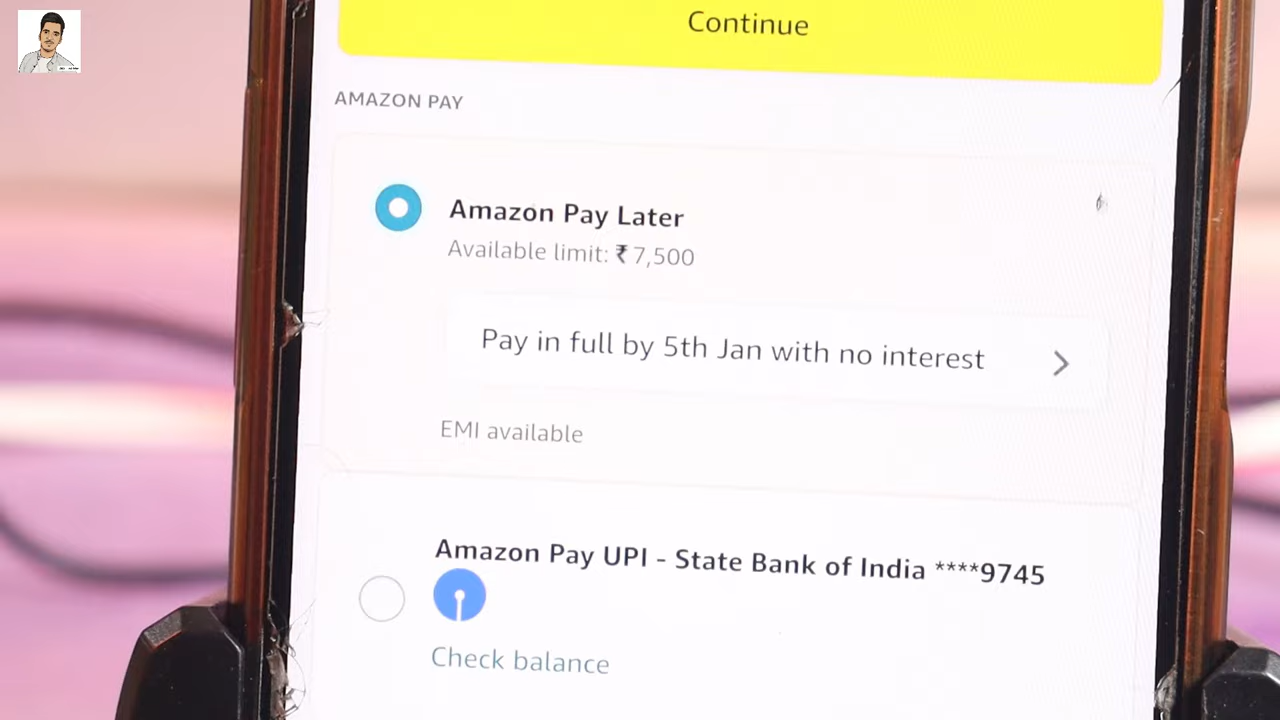 Continue
AMAZON PAY
Amazon Pay Later
Available limit: ₹7,500
Pay in full by 5th Jan with no interest
EMI available
Amazon Pay UPI - State Bank of India ****9745
Check balance